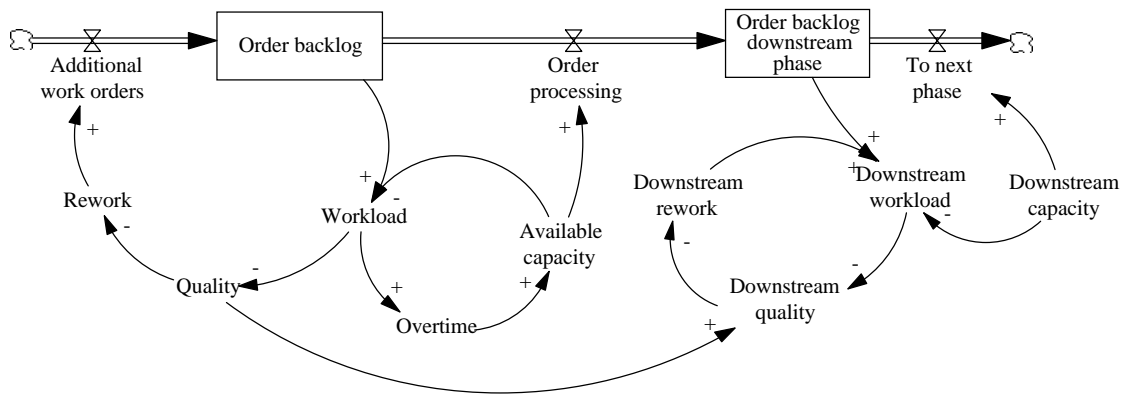 Order backlog
Order backlog
downstream
phase
Additional
work orders
Order
processing
To next
phase
+
+
+
+
+
+
-
Rework
Downstream
rework
Downstream
workload
Downstream
capacity
Workload
-
-
Available
capacity
-
-
-
Quality
+
+
Downstream
quality
Overtime
+